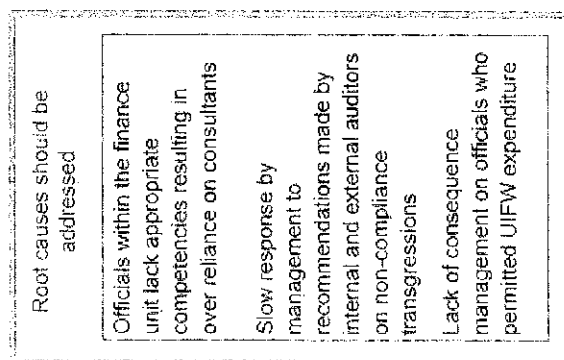 Root causes should be
addressed
Officials within the finance
unit lack appropriate
competencies resulting in
over reliance on consultants
Slow response by
management to
recommendations made by
internal and external auditors
on non-compliance
transgressions
Lack of consequence
management on officials who
permitted UIFW expenditure